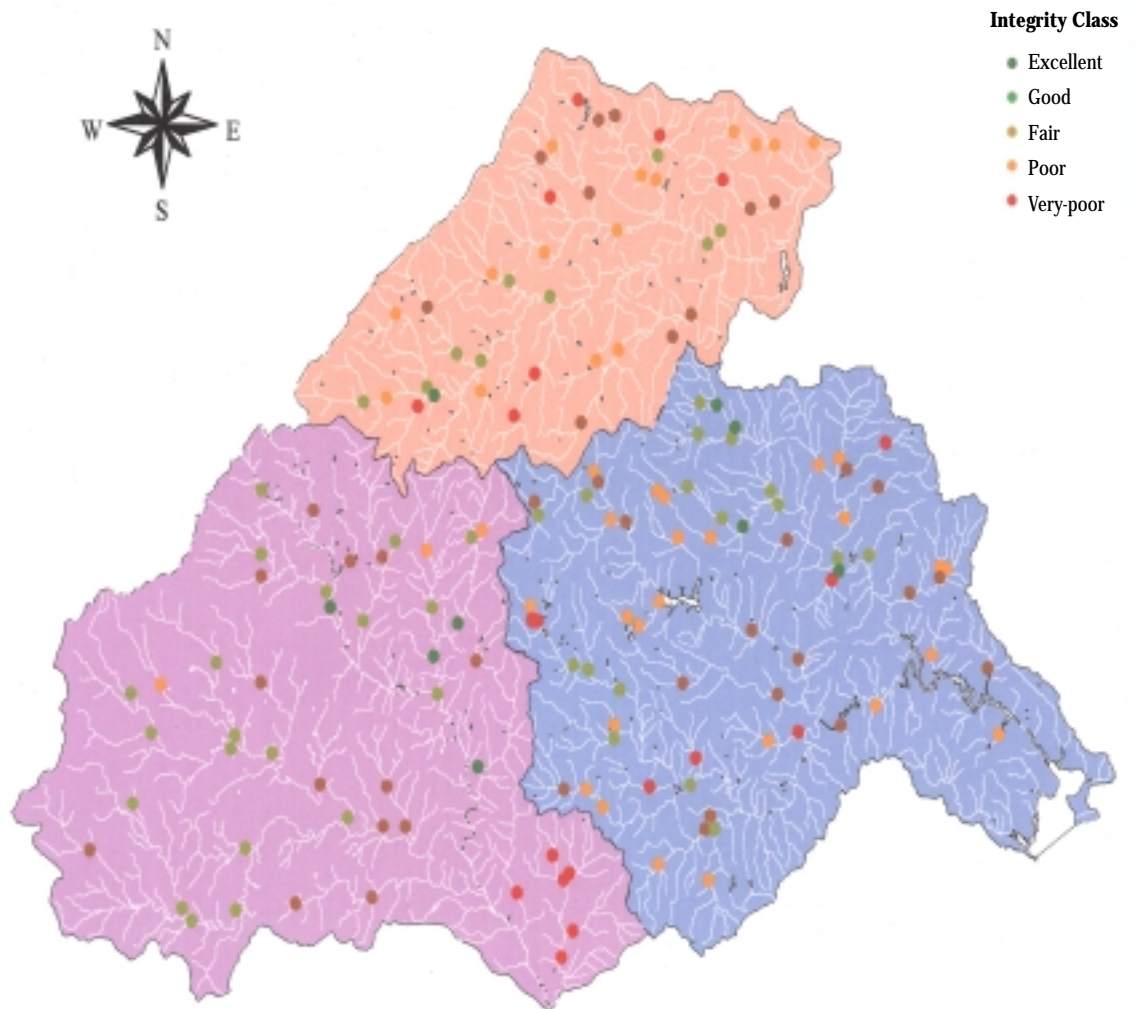 Integrity Class
Excellent
Good
Fair
Poor
Very-poor
N
W E
S